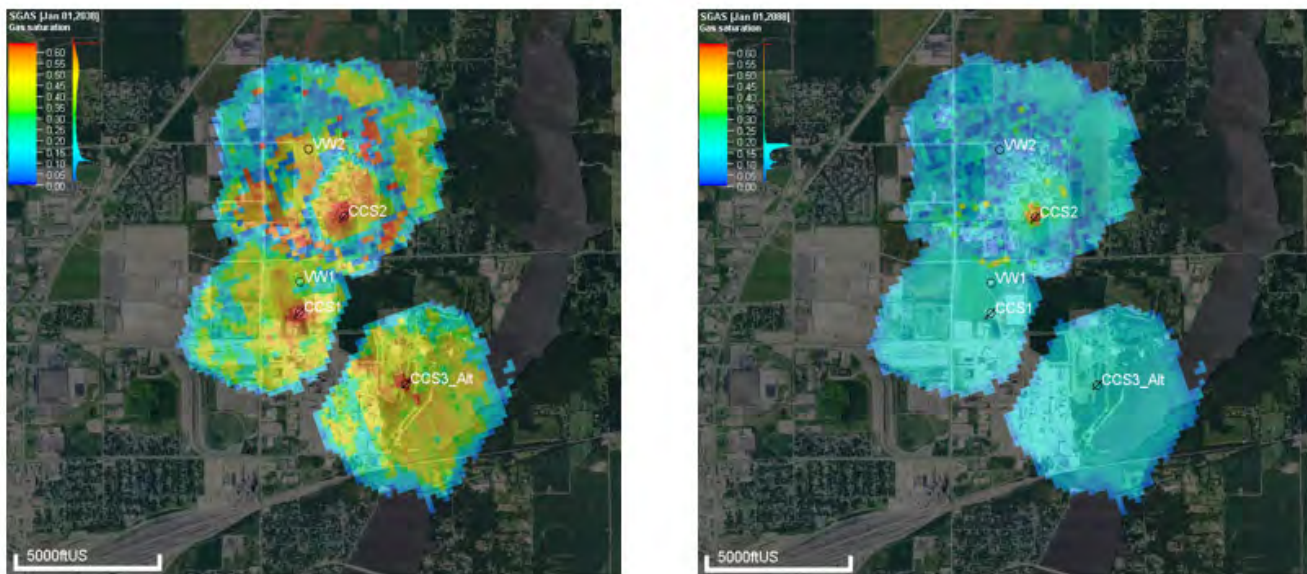 SGAS [Jan 01,2038]
Gas saturation
0.60
0.55
0.50
0.45
0.40
0.35
0.30
0.25
0.20
0.15
0.10
0.05
0.00
VW2
CCS2
VW1
CCS1
CCS3_Alt
5000ftUS
SGAS [Jan 01,2088]
Gas saturation
0.60
0.55
0.50
0.45
0.40
0.35
0.30
0.25
0.20
0.15
0.10
0.05
0.00
VW2
CCS2
VW1
CCS1
CCS3_Alt
5000ftUS